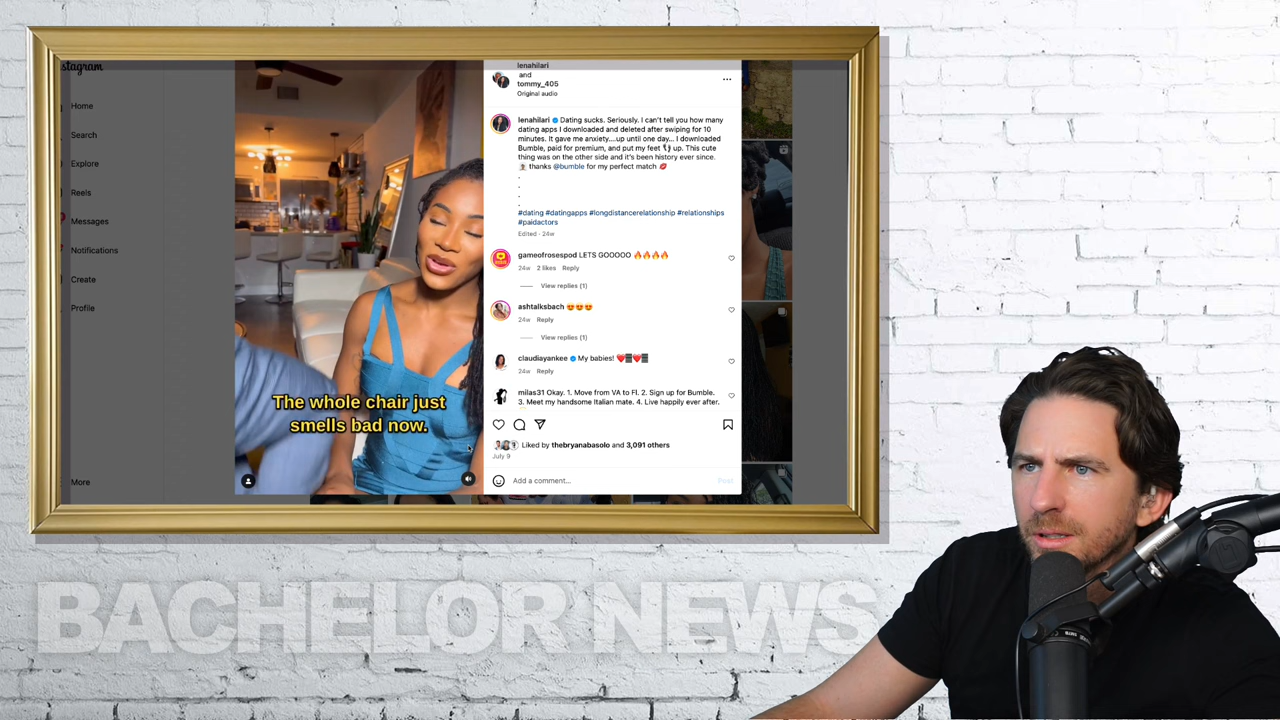 stagram
Home
Search
Explore
Reels
Messages
Notifications
Create
Profile
More
The whole chair just
smells bad now.
lenahilari
and
tommy_405
Original audio
lenahilari Dating sucks. Seriously. I can't tell you how many
dating apps I downloaded and deleted after swiping for 10
minutes. It gave me anxiety...up until one day... I downloaded
Bumble, paid for premium, and put my feet 👣 up. This cute
thing was on the other side and it's been history ever since.
thanks @bumble for my perfect match 💋
.
.
.
.
#dating #datingapps #longdistancerelationship #relationships
#paidactors
Edited · 24w
gameofrosespod LETS GOOOOO 🔥🔥🔥🔥
24w 2 likes Reply
View replies (1)
ashtalksbach 😍😍😍
24w Reply
View replies (1)
claudiayankee My babies!
24w Reply
milas31 Okay. 1. Move from VA to Fl. 2. Sign up for Bumble.
3. Meet my handsome Italian mate. 4. Live happily ever after.
Liked by thebryanabasolo and 3,091 others
July 9
Add a comment...
Post
BACHELOR NEWS